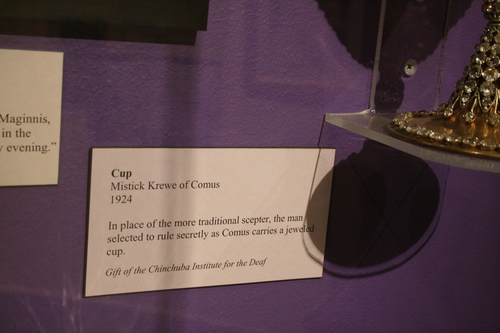 Maginnis,
in the
evening."
Cup
Mistick Krewe of Comus
1924
In place of the more traditional scepter, the man
selected to rule secretly as Comus carries a jeweled
cup.
Gift of the Chinchuba Institute for the Deaf